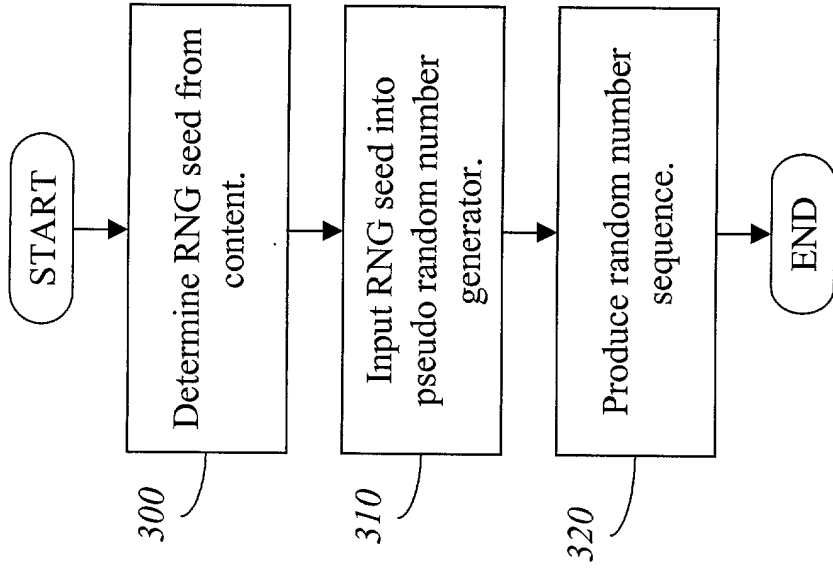 START
300
Determine RNG seed from
content.
310
Input RNG seed into
pseudo random number
generator.
320
Produce random number
sequence.
END